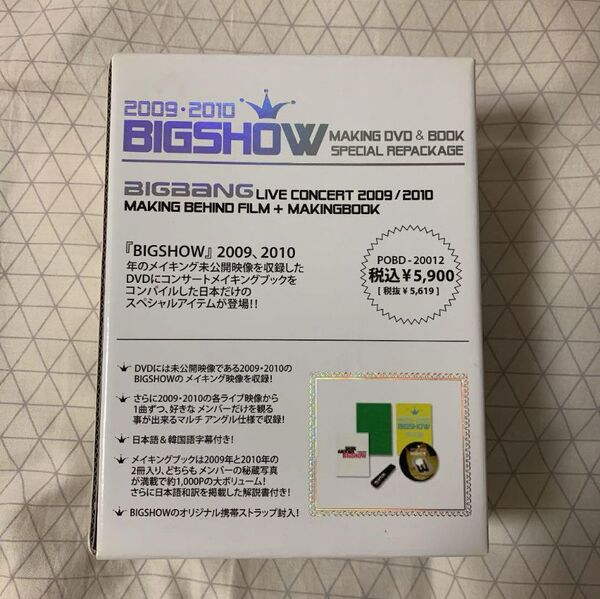 2009・2010
BIGSHOW
MAKING DVD & BOOK
SPECIAL REPACKAGE
BIGBANG LIVE CONCERT 2009/2010
MAKING BEHIND FILM + MAKINGBOOK
『BIGSHOW』2009、2010
年のメイキング未公開映像を収録した
DVDにコンサートメイキングブックを
コンパイルした日本だけの
スペシャルアイテムが登場!!
POBD - 20012
税込¥5,900
[ 税抜¥5,619 ]
DVDには未公開映像である2009・2010の
BIGSHOWの メイキング映像を収録!
さらに2009・2010の各ライブ映像から
1曲ずつ、好きな メンバーだけを観る
事が出来るマルチ アングル仕様で収録!
日本語&韓国語字幕付き!
メイキングブックは2009年と2010年の
2冊入り、どちらも メンバーの秘蔵写真
が満載で約1,000Pの大ボリューム!
さらに日本語和訳を掲載した解説書付き!
BIGSHOWのオリジナル携帯ストラップ封入!
BIGSHOW
BIGSHOW